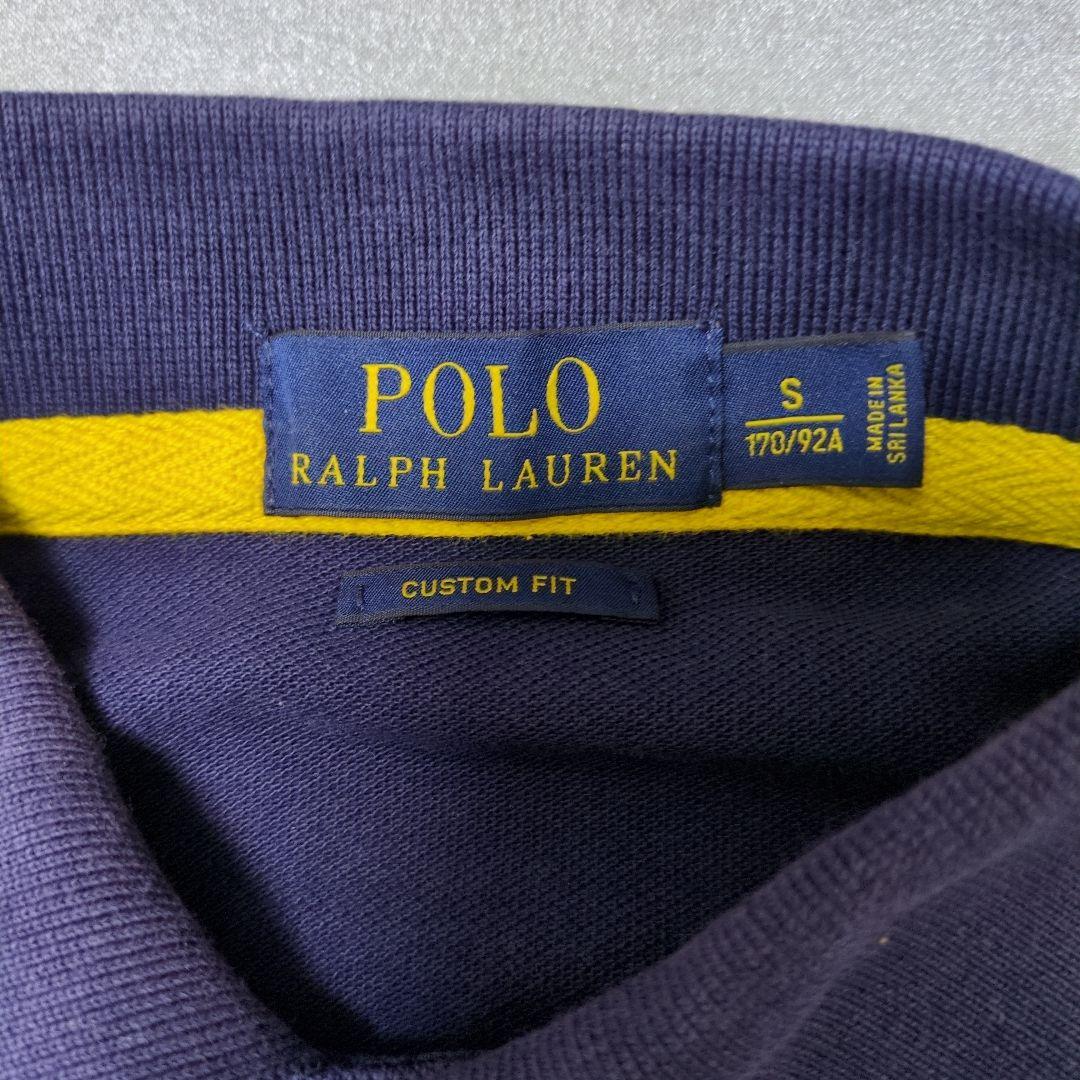 POLO
RALPH LAUREN
S
170/92A
MADE IN
SRI LANKA
CUSTOM FIT